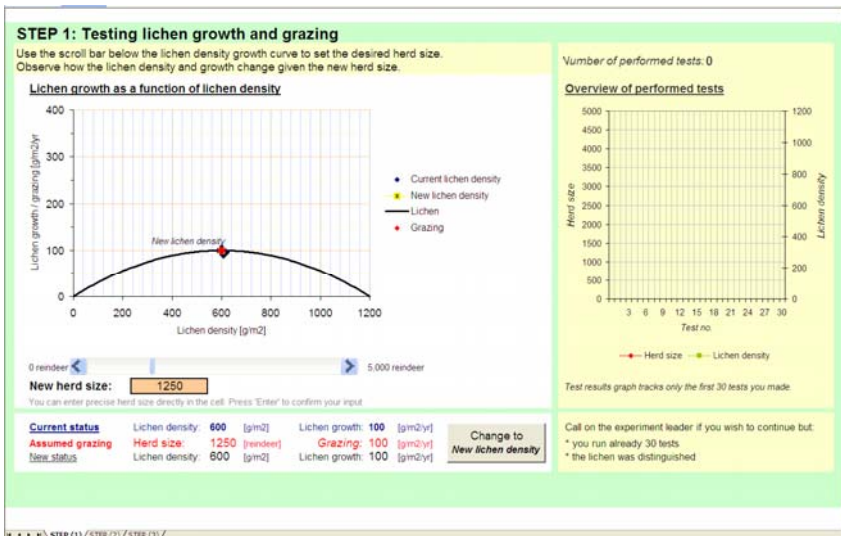 STEP 1: Testing lichen growth and grazing
Use the scroll bar below the lichen density growth curve to set the desired herd size.
Observe how the lichen density and growth change given the new herd size.
Lichen growth as a function of lichen density
Lichen growth / grazing [g/m2/yr]
400
300
200
100
0
New lichen density
0 200 400 600 800 1000 1200
Lichen density [g/m2]
Current lichen density
New lichen density
Lichen
Grazing
0 reindeer
5,000 reindeer
New herd size: 1250
You can enter precise herd size directly in the cell. Press 'Enter' to confirm your input
Current status Lichen density: 600 [g/m2] Lichen growth: 100 [g/m2/yr]
Assumed grazing Herd size: 1250 [reindeer] Grazing: 100 [g/m2/yr]
New status Lichen density: 600 [g/m2] Lichen growth: 100 [g/m2/yr]
Change to
New lichen density
Number of performed tests: 0
Overview of performed tests
Herd size
5000
4500
4000
3500
3000
2500
2000
1500
1000
500
0
1200
1000
800
600
400
200
0
Lichen density
3 6 9 12 15 18 21 24 27 30
Test no.
Herd size Lichen density
Test results graph tracks only the first 30 tests you made.
Call on the experiment leader if you wish to continue but:
* you run already 30 tests
* the lichen was distinguished
STEP (1) / STEP (2) / STEP (3) /